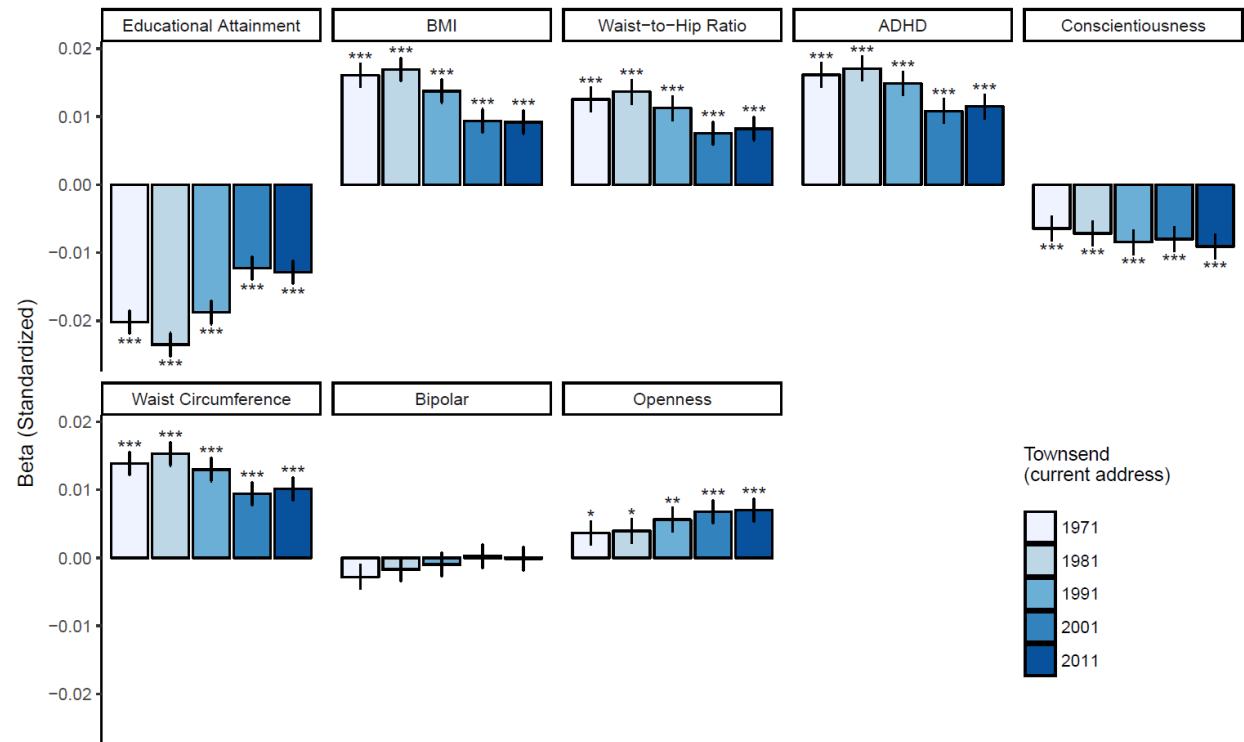 Educational Attainment
BMI
Waist-to-Hip Ratio
ADHD
Conscientiousness
0.02
0.01
0.00
−0.01
−0.02
*** *** *** *** ***
*** *** *** *** ***
*** *** *** *** ***
*** *** *** *** ***
*** *** *** *** ***
Beta (Standardized)
Waist Circumference
Bipolar
Openness
0.02
0.01
0.00
−0.01
−0.02
*** *** *** *** ***
* * ** *** ***
Townsend
(current address)
1971
1981
1991
2001
2011